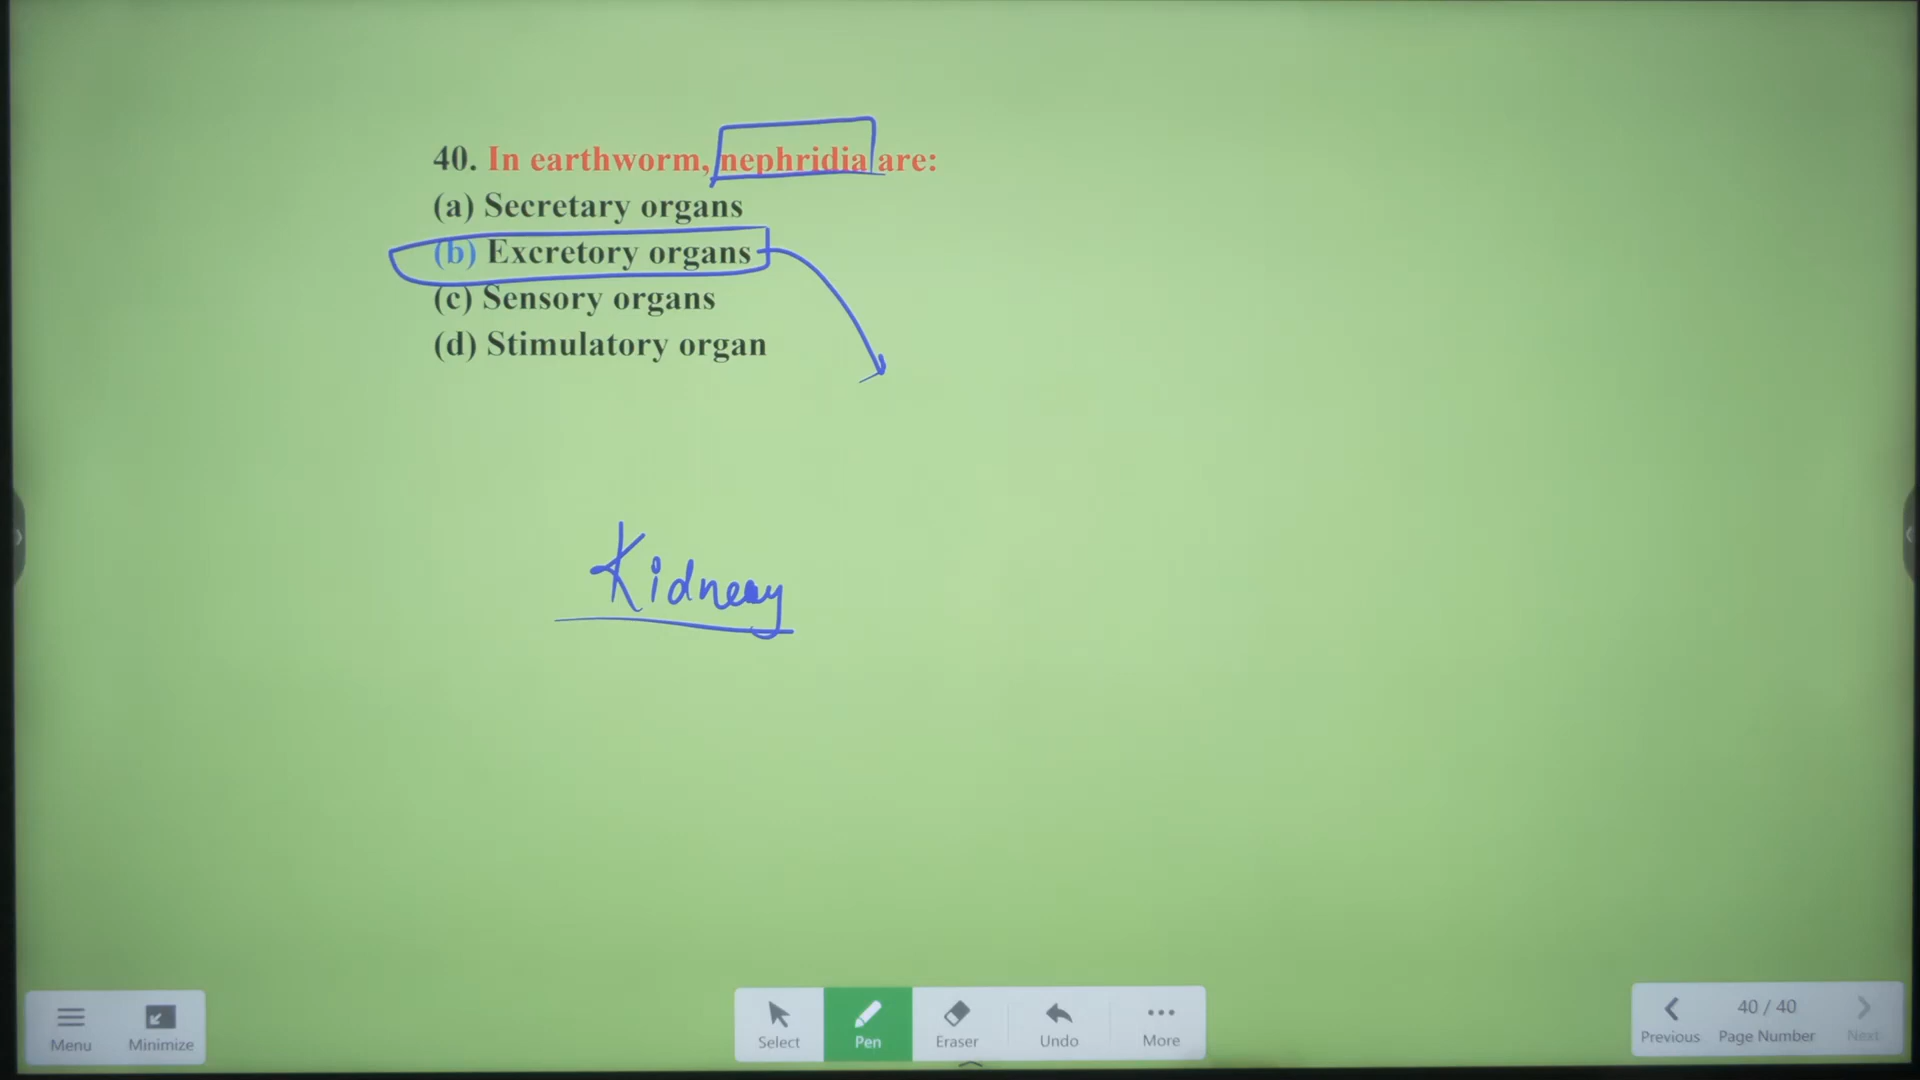 40. In earthworm, nephridia are:
(a) Secretary organs
(b) Excretory organs
(c) Sensory organs
(d) Stimulatory organ
Kidney
Menu
Minimize
Select
Pen
Eraser
Undo
More
Previous
40 / 40
Page Number
Next